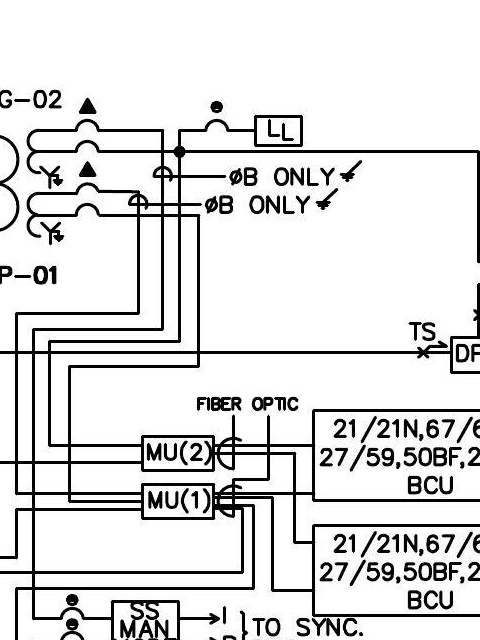 G-02
LL
ØB ONLY
ØB ONLY
P-01
TS
DF
FIBER OPTIC
21/21N,67/6
27/59,50BF,2
BCU
MU(2)
MU(1)
21/21N,67/6
27/59,50BF,2
BCU
SS
MAN
I
TO SYNC.